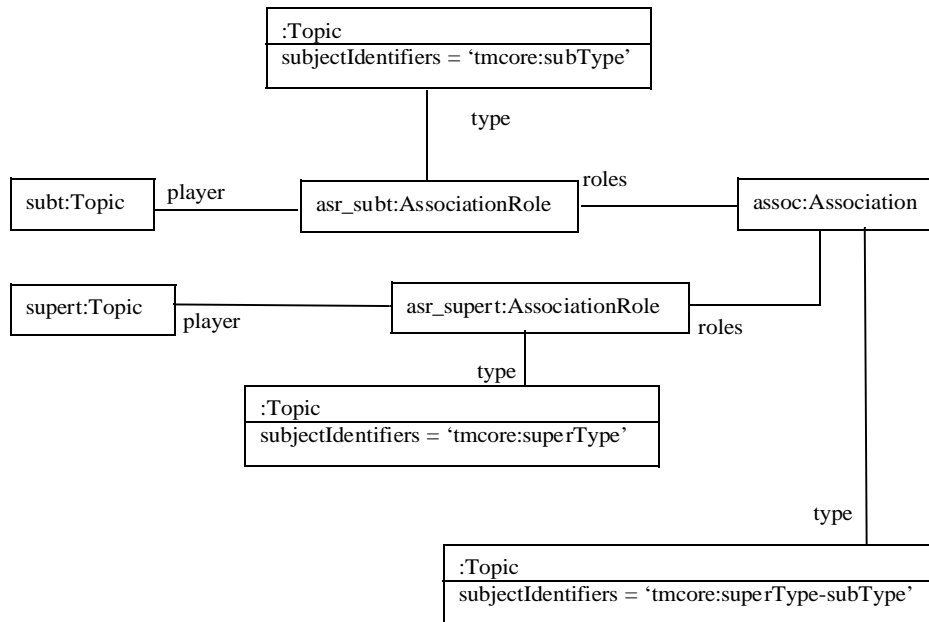 :Topic
subjectIdentifiers = ‘tmcore:subType’
type
subt:Topic
player
asr_subt:AssociationRole
roles
assoc:Association
supert:Topic
player
asr_supert:AssociationRole
roles
type
:Topic
subjectIdentifiers = ‘tmcore:superType’
type
:Topic
subjectIdentifiers = ‘tmcore:superType-subType’